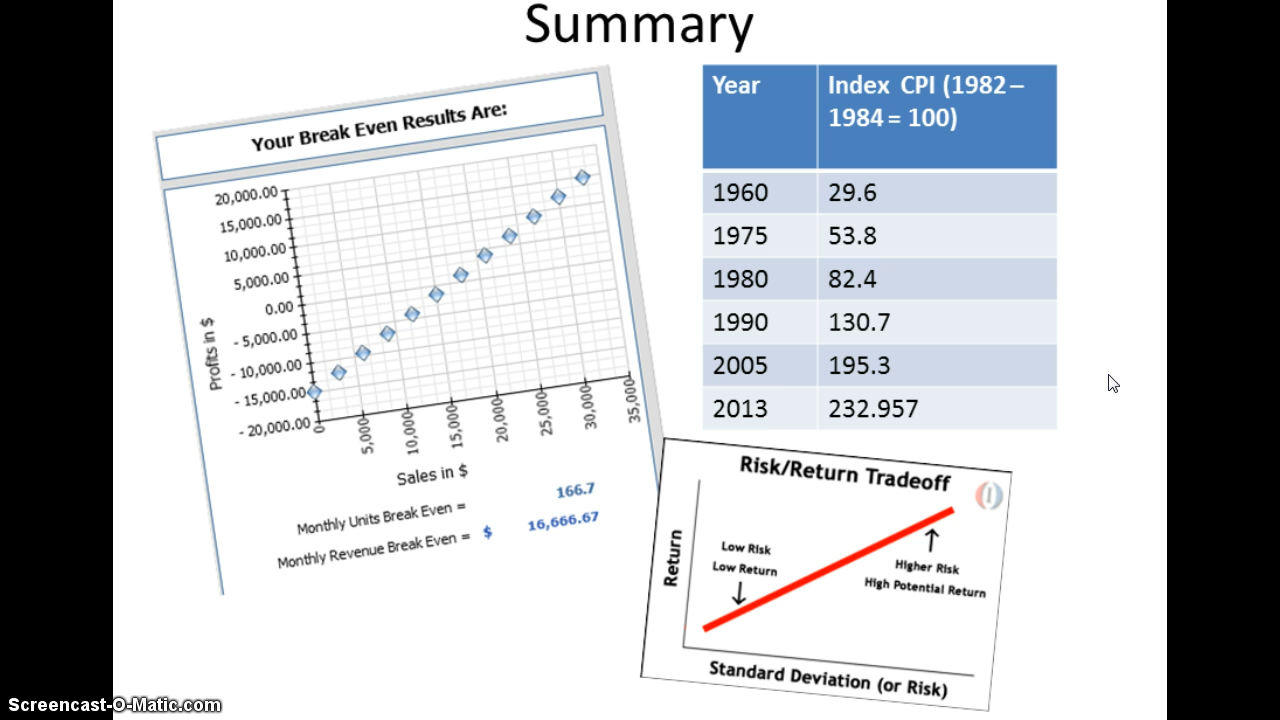 Summary
Your Break Even Results Are:
20,000.00
15,000.00
10,000.00
5,000.00
0.00
- 5,000.00
- 10,000.00
- 15,000.00
- 20,000.00
Profits in $
0
5,000
10,000
15,000
20,000
25,000
30,000
35,000
Sales in $
Monthly Units Break Even = 166.7
Monthly Revenue Break Even = $ 16,666.67
Year Index CPI (1982 –
1984 = 100)
1960 29.6
1975 53.8
1980 82.4
1990 130.7
2005 195.3
2013 232.957
Risk/Return Tradeoff
Return
Low Risk
Low Return
Higher Risk
High Potential Return
Standard Deviation (or Risk)
Screencast-O-Matic.com